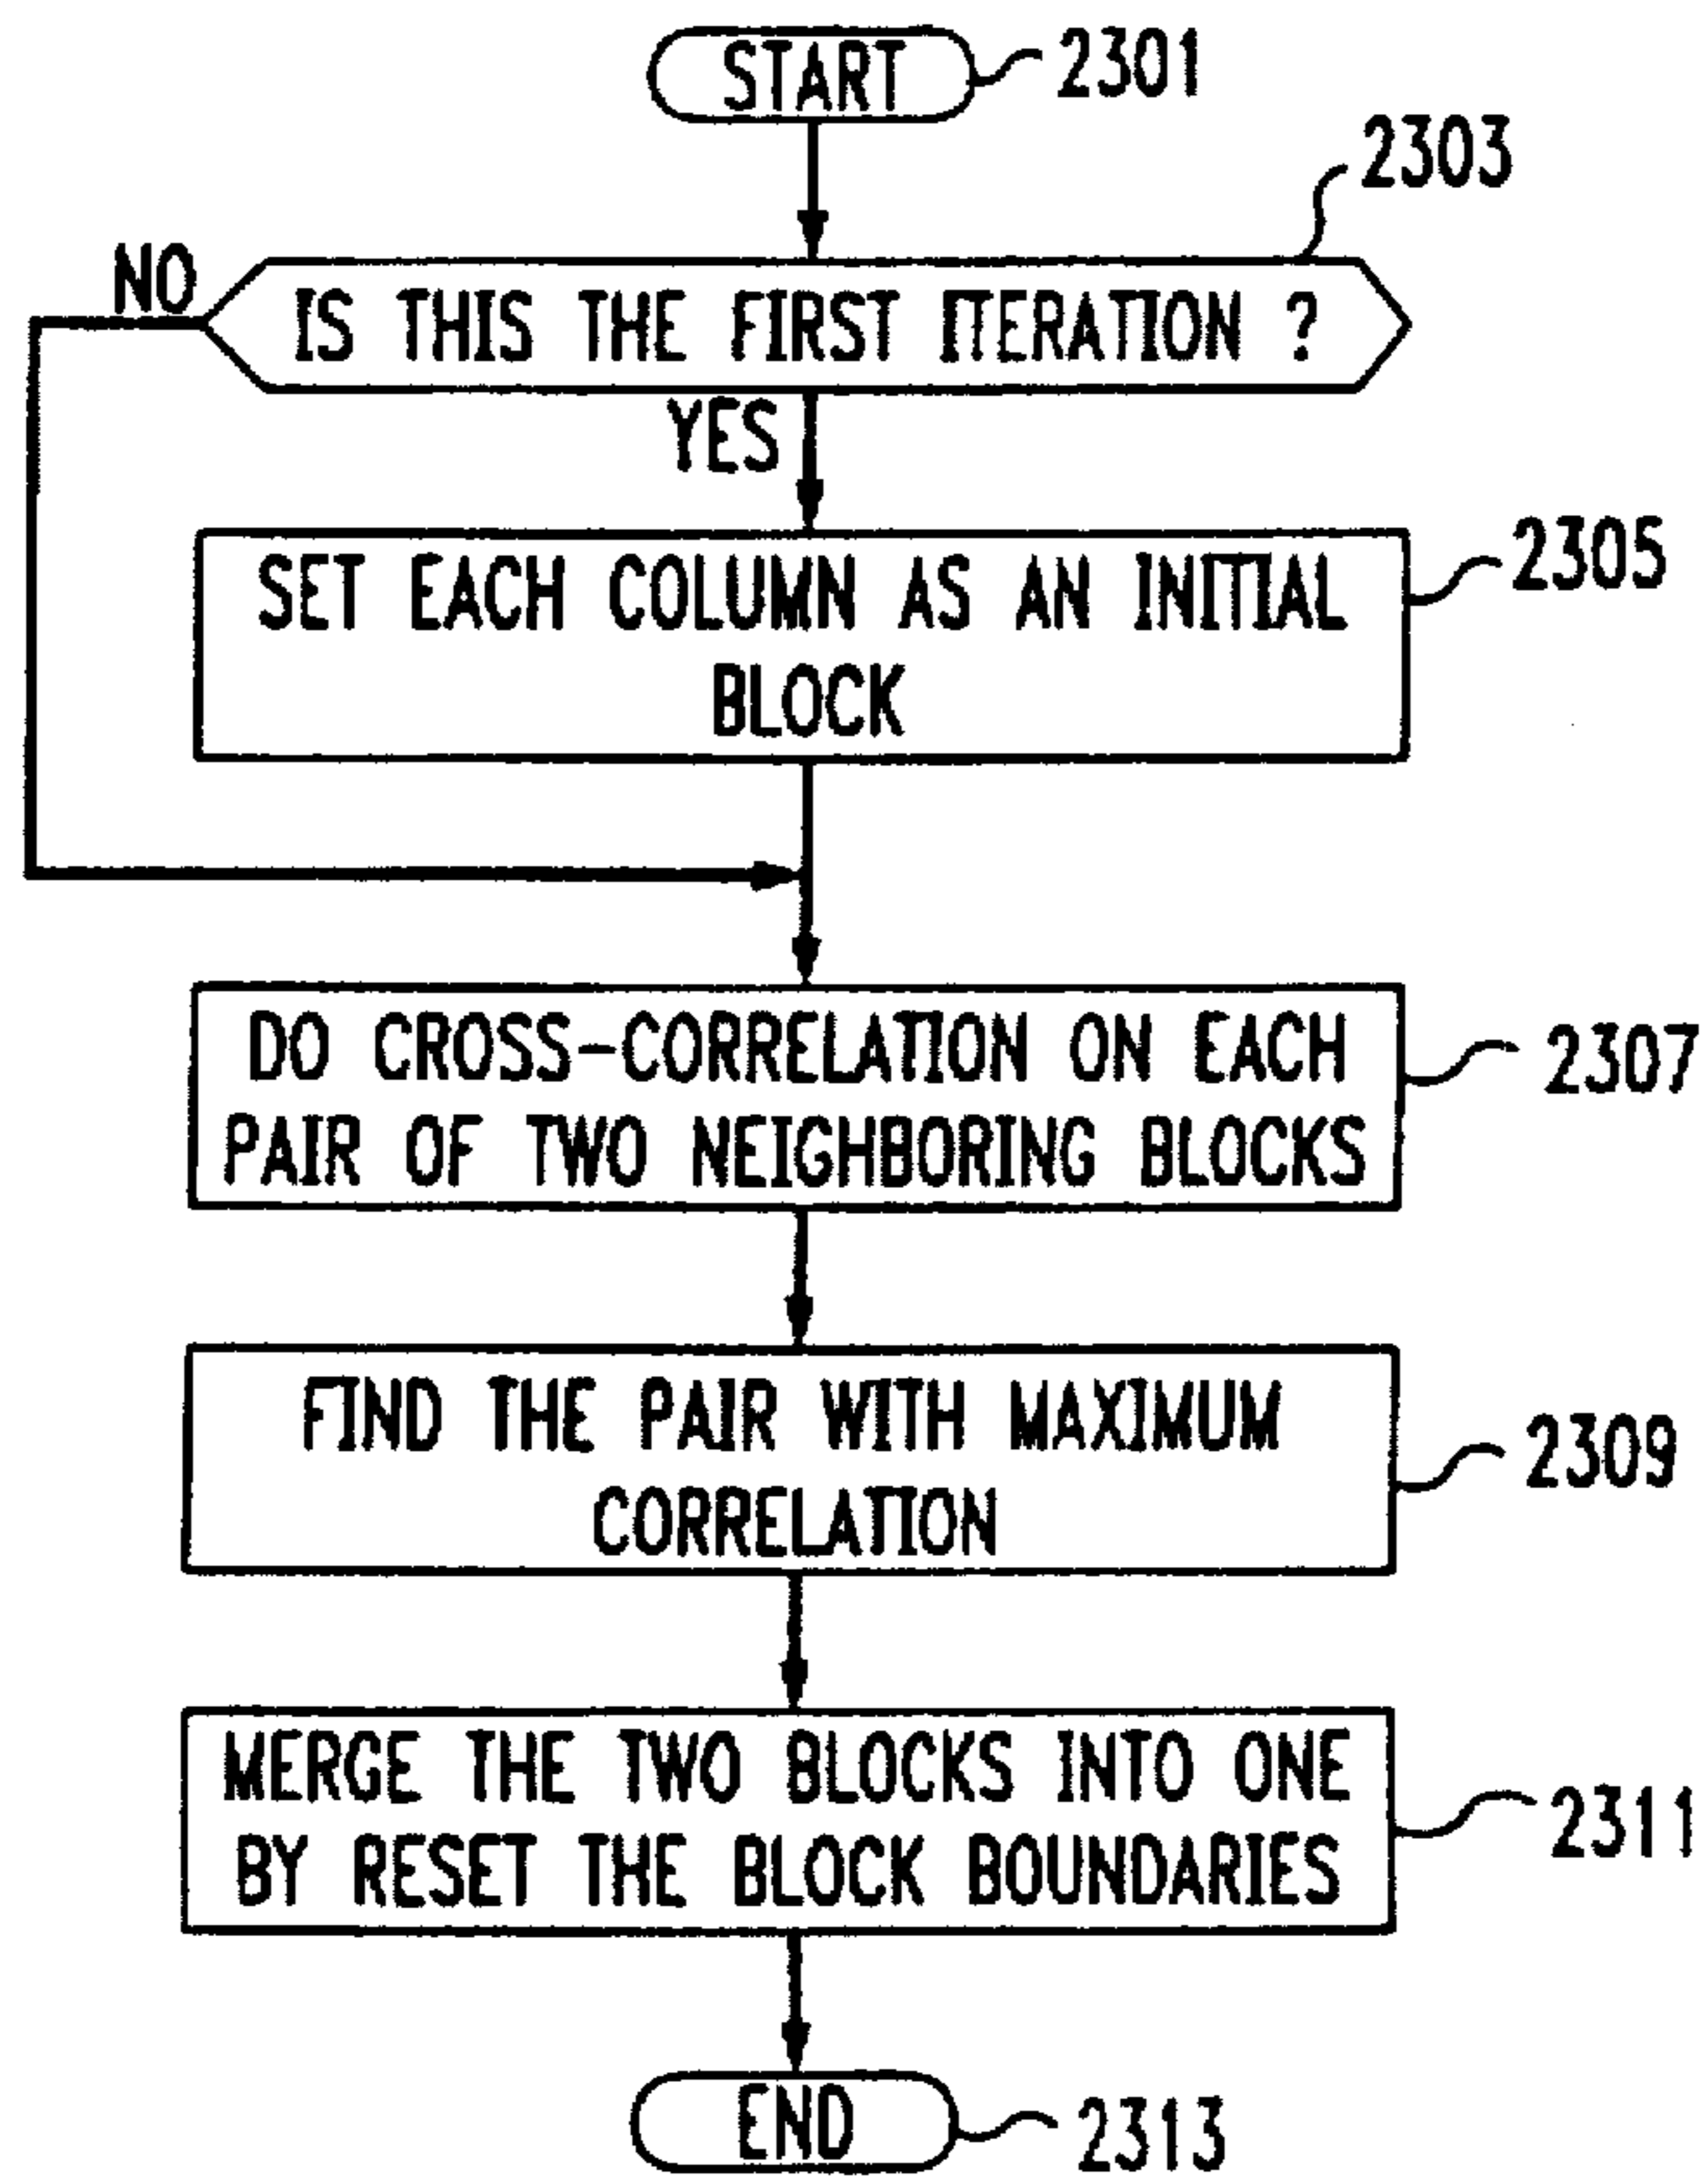 START
2301
2303
NO
IS THIS THE FIRST ITERATION ?
YES
SET EACH COLUMN AS AN INITIAL
BLOCK
2305
DO CROSS-CORRELATION ON EACH
PAIR OF TWO NEIGHBORING BLOCKS
2307
FIND THE PAIR WITH MAXIMUM
CORRELATION
2309
MERGE THE TWO BLOCKS INTO ONE
BY RESET THE BLOCK BOUNDARIES
2311
END
2313